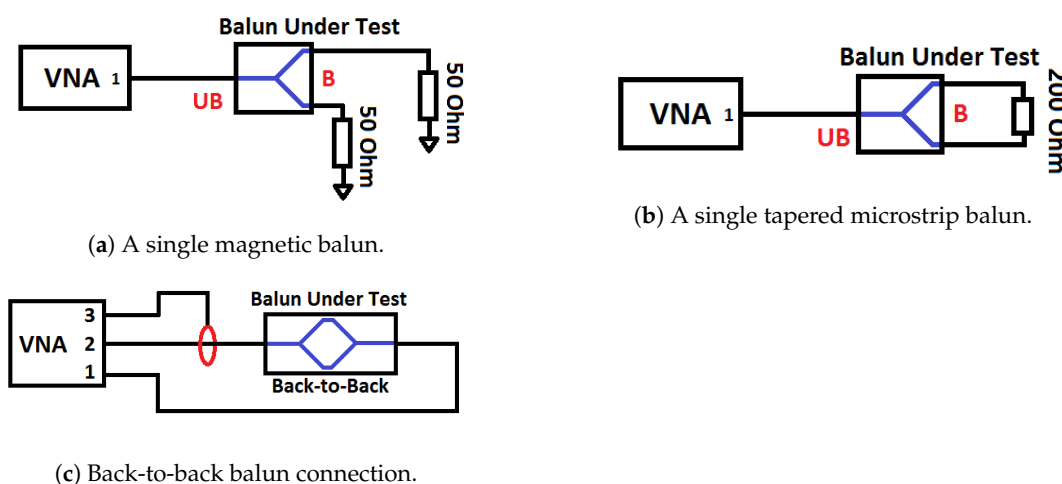 Balun Under Test
VNA 1
UB
B
50 Ohm
50 Ohm
(a) A single magnetic balun.
Balun Under Test
VNA 1
UB
B
200 Ohm
(b) A single tapered microstrip balun.
Balun Under Test
VNA
3
2
1
Back-to-Back
(c) Back-to-back balun connection.